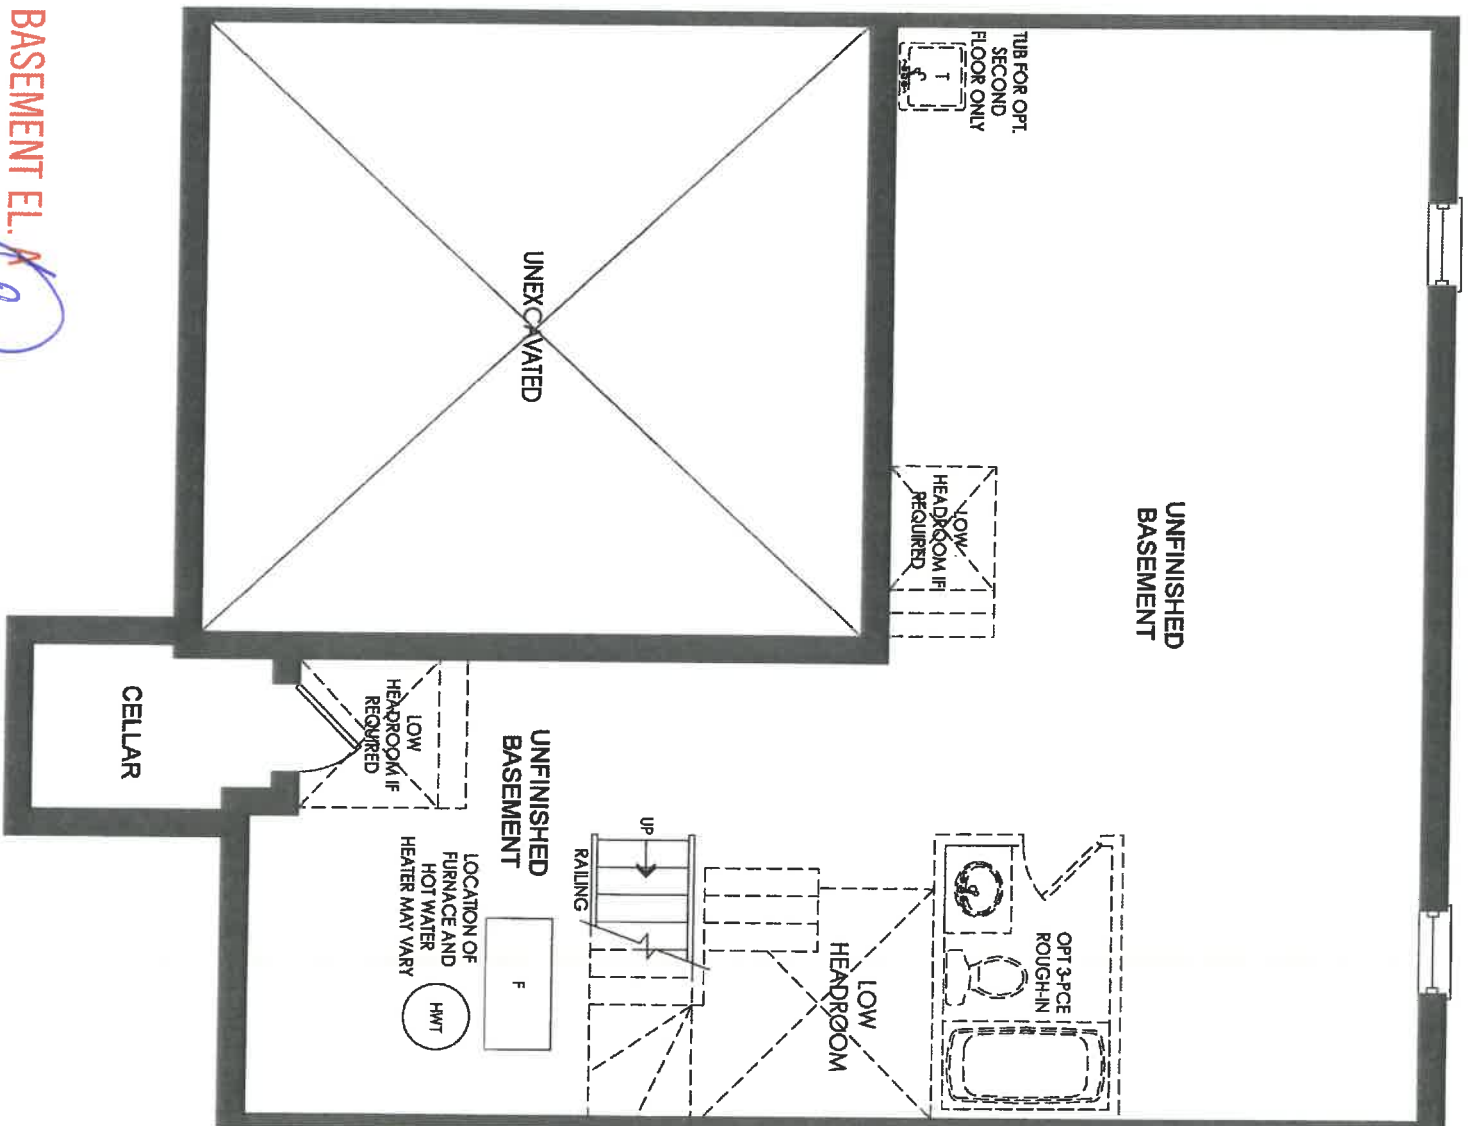 BASEMENT EL. A
TUB FOR OPT.
SECOND
FLOOR ONLY
T
UNEXCAVATED
LOW
HEADROOM IF
REQUIRED
UNFINISHED
BASEMENT
CELLAR
LOW
HEADROOM IF
REQUIRED
UNFINISHED
BASEMENT
UP
RAILING
LOCATION OF
FURNACE AND
HOT WATER
HEATER MAY VARY
F
HWT
LOW
HEADROOM
OPT 3-PCE
ROUGH-IN